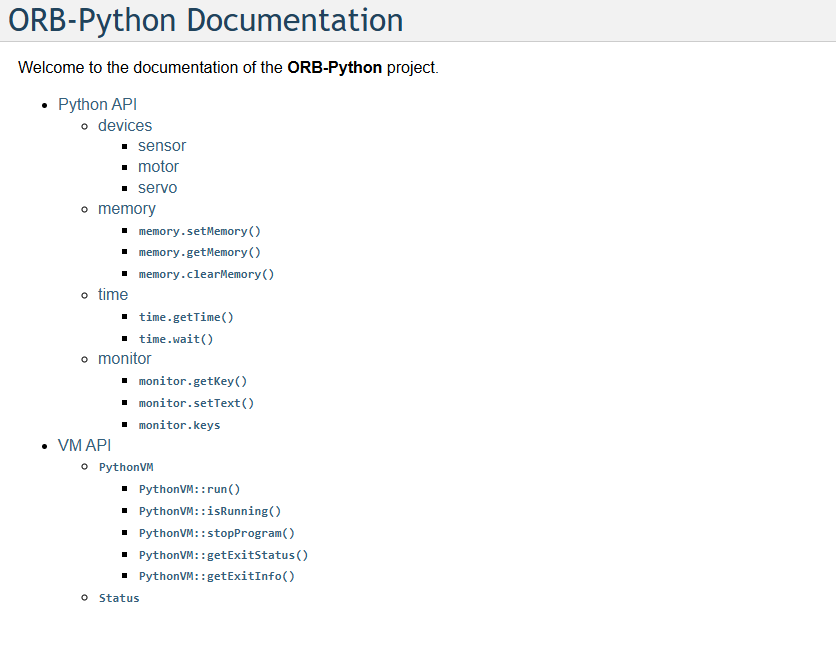 ORB-Python Documentation
Welcome to the documentation of the ORB-Python project.
Python API
devices
sensor
motor
servo
memory
memory.setMemory()
memory.getMemory()
memory.clearMemory()
time
time.getTime()
time.wait()
monitor
monitor.getKey()
monitor.setText()
monitor.keys
VM API
PythonVM
PythonVM::run()
PythonVM::isRunning()
PythonVM::stopProgram()
PythonVM::getExitStatus()
PythonVM::getExitInfo()
Status